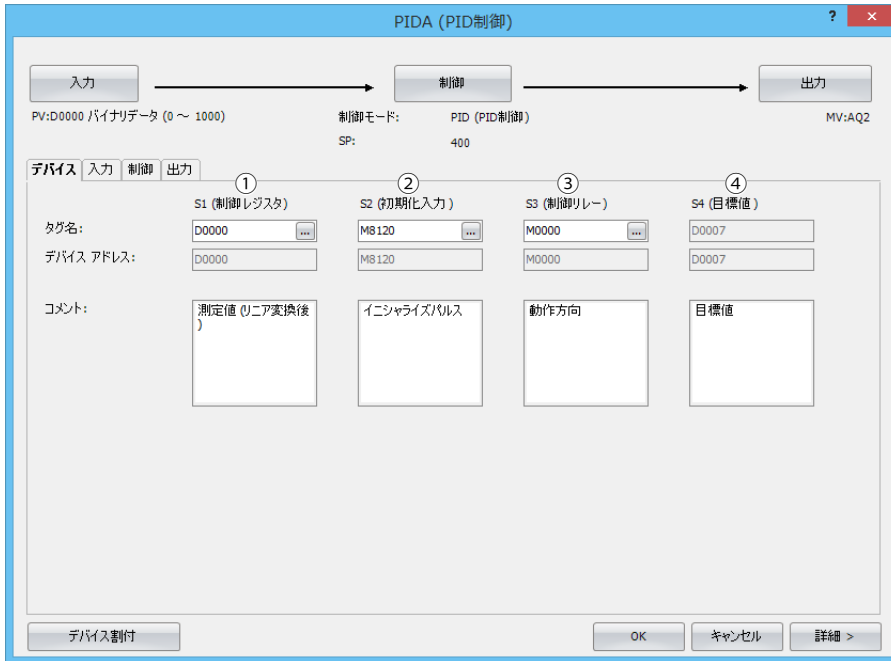 PIDA (PID制御)
? ×
入力 制御 出力
PV:D0000 バイナリデータ (0 ～ 1000) 制御モード: PID (PID制御) MV:AQ2
SP: 400
デバイス 入力 制御 出力
① ② ③ ④
S1 (制御レジスタ) S2 (初期化入力) S3 (制御リレー) S4 (目標値)
タグ名: D0000 ... M8120 ... M0000 ... D0007
デバイス アドレス: D0000 M8120 M0000 D0007
コメント: 測定値 (リニア変換後 イニシャライズパルス 動作方向 目標値
)
デバイス割付 OK キャンセル 詳細 >